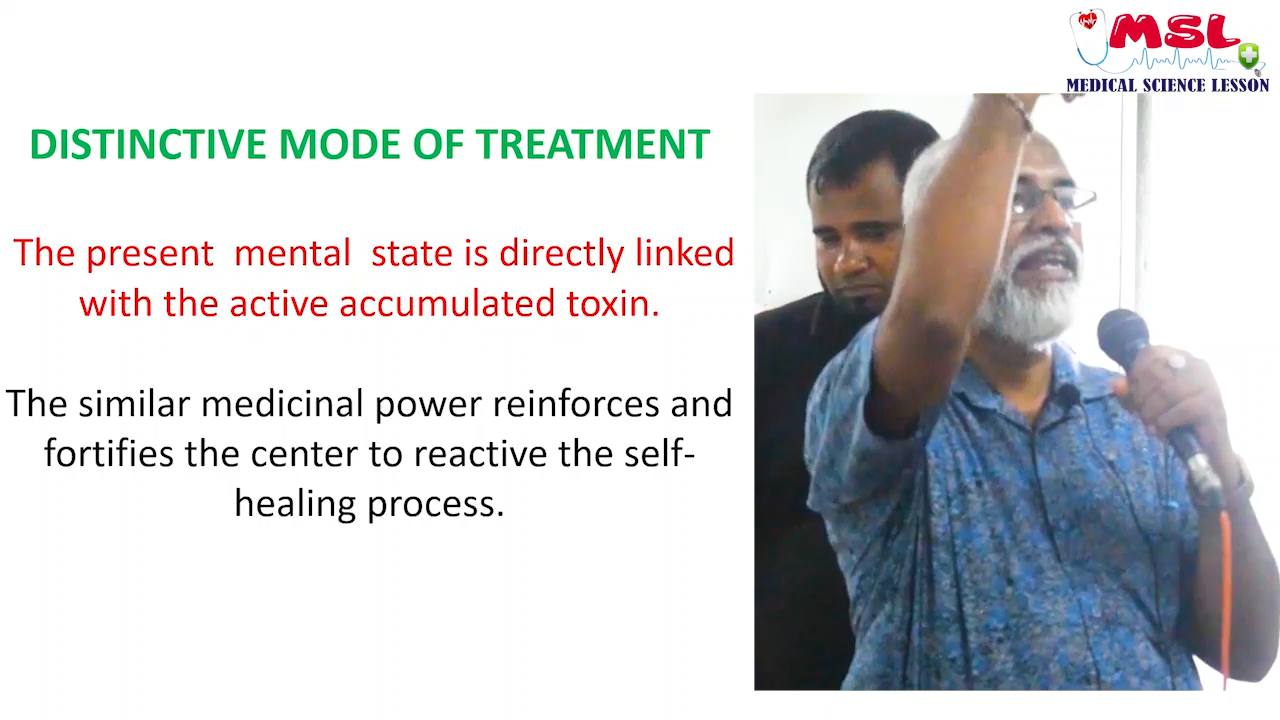 MSL
MEDICAL SCIENCE LESSON
DISTINCTIVE MODE OF TREATMENT
The present mental state is directly linked
with the active accumulated toxin.
The similar medicinal power reinforces and
fortifies the center to reactive the self-
healing process.